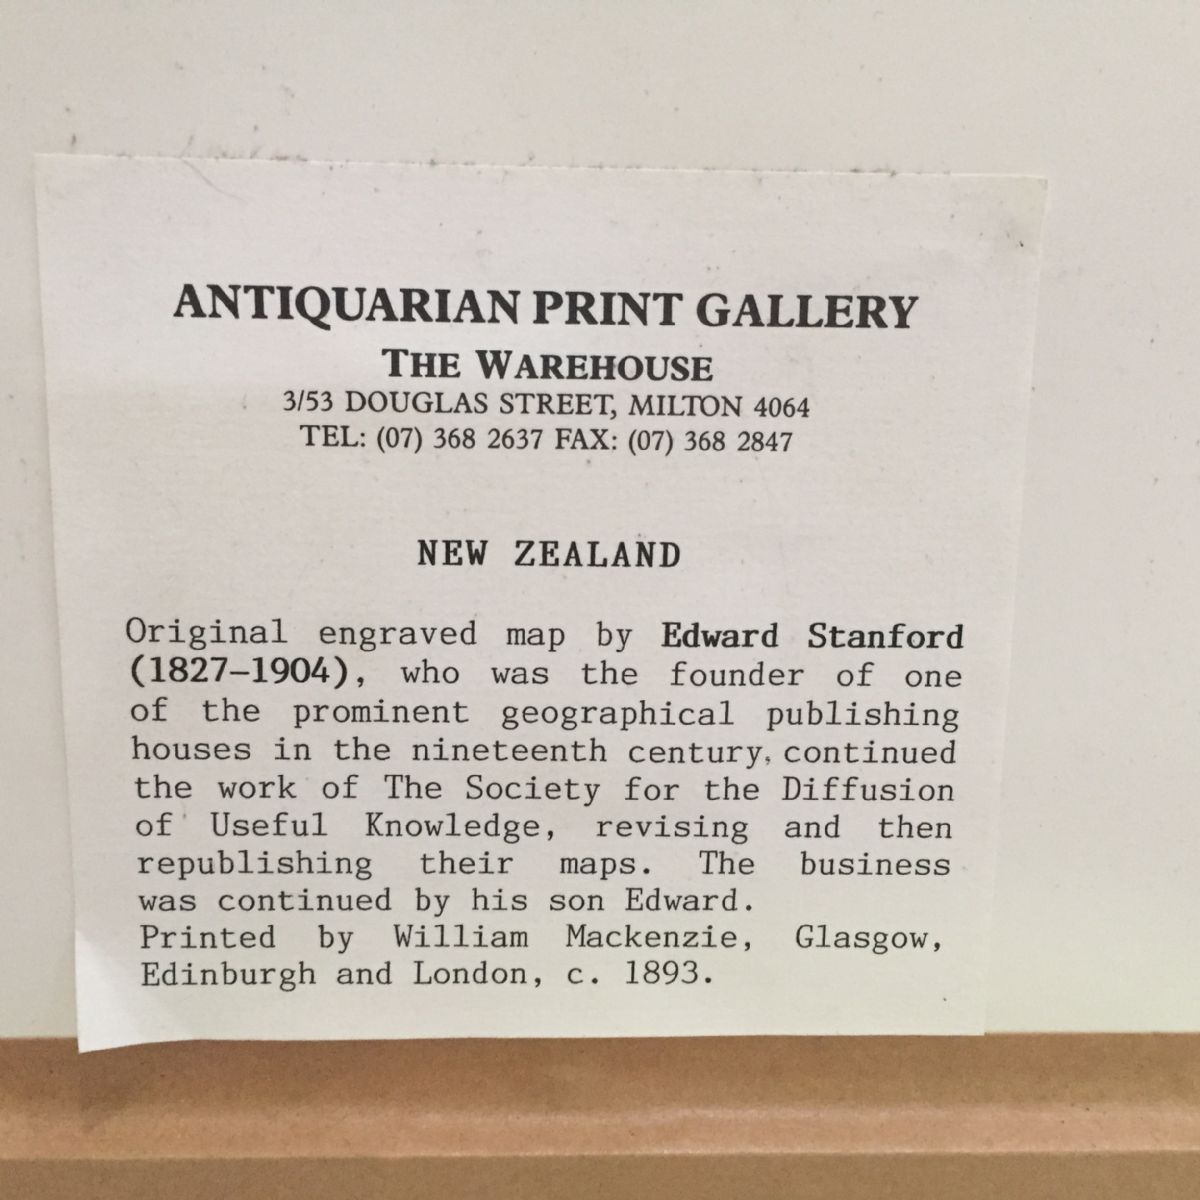 ANTIQUARIAN PRINT GALLERY
THE WAREHOUSE
3/53 DOUGLAS STREET, MILTON 4064
TEL: (07) 368 2637 FAX: (07) 368 2847
NEW ZEALAND
Original engraved map by Edward Stanford
(1827–1904), who was the founder of one
of the prominent geographical publishing
houses in the nineteenth century, continued
the work of The Society for the Diffusion
of Useful Knowledge, revising and then
republishing their maps. The business
was continued by his son Edward.
Printed by William Mackenzie, Glasgow,
Edinburgh and London, c. 1893.